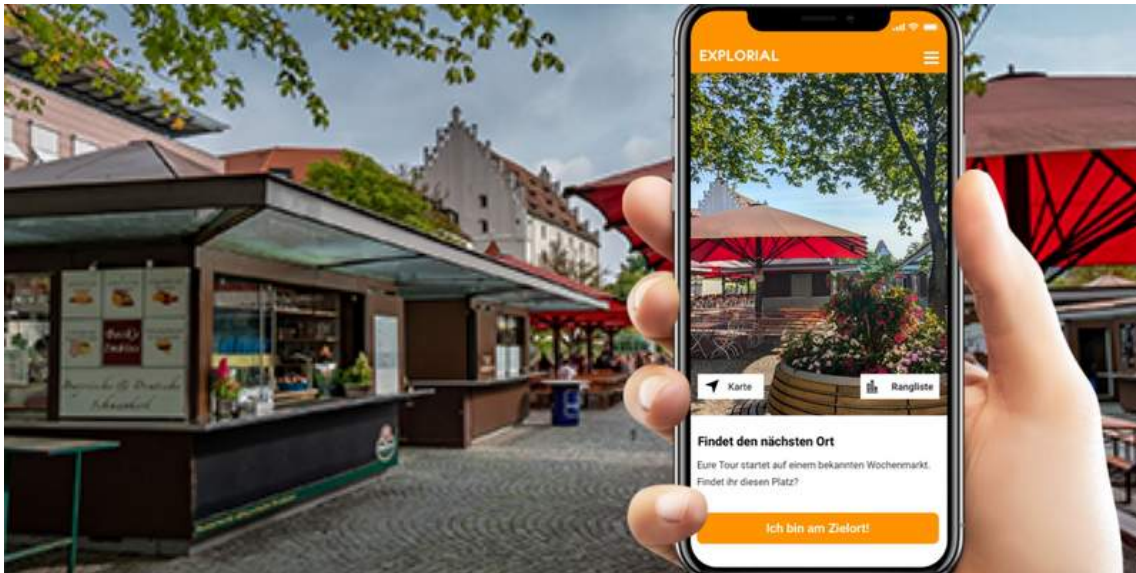 EXPLORIAL
Karte
Rangliste
Findet den nächsten Ort
Eure Tour startet auf einem bekannten Wochenmarkt.
Findet ihr diesen Platz?
Ich bin am Zielort!